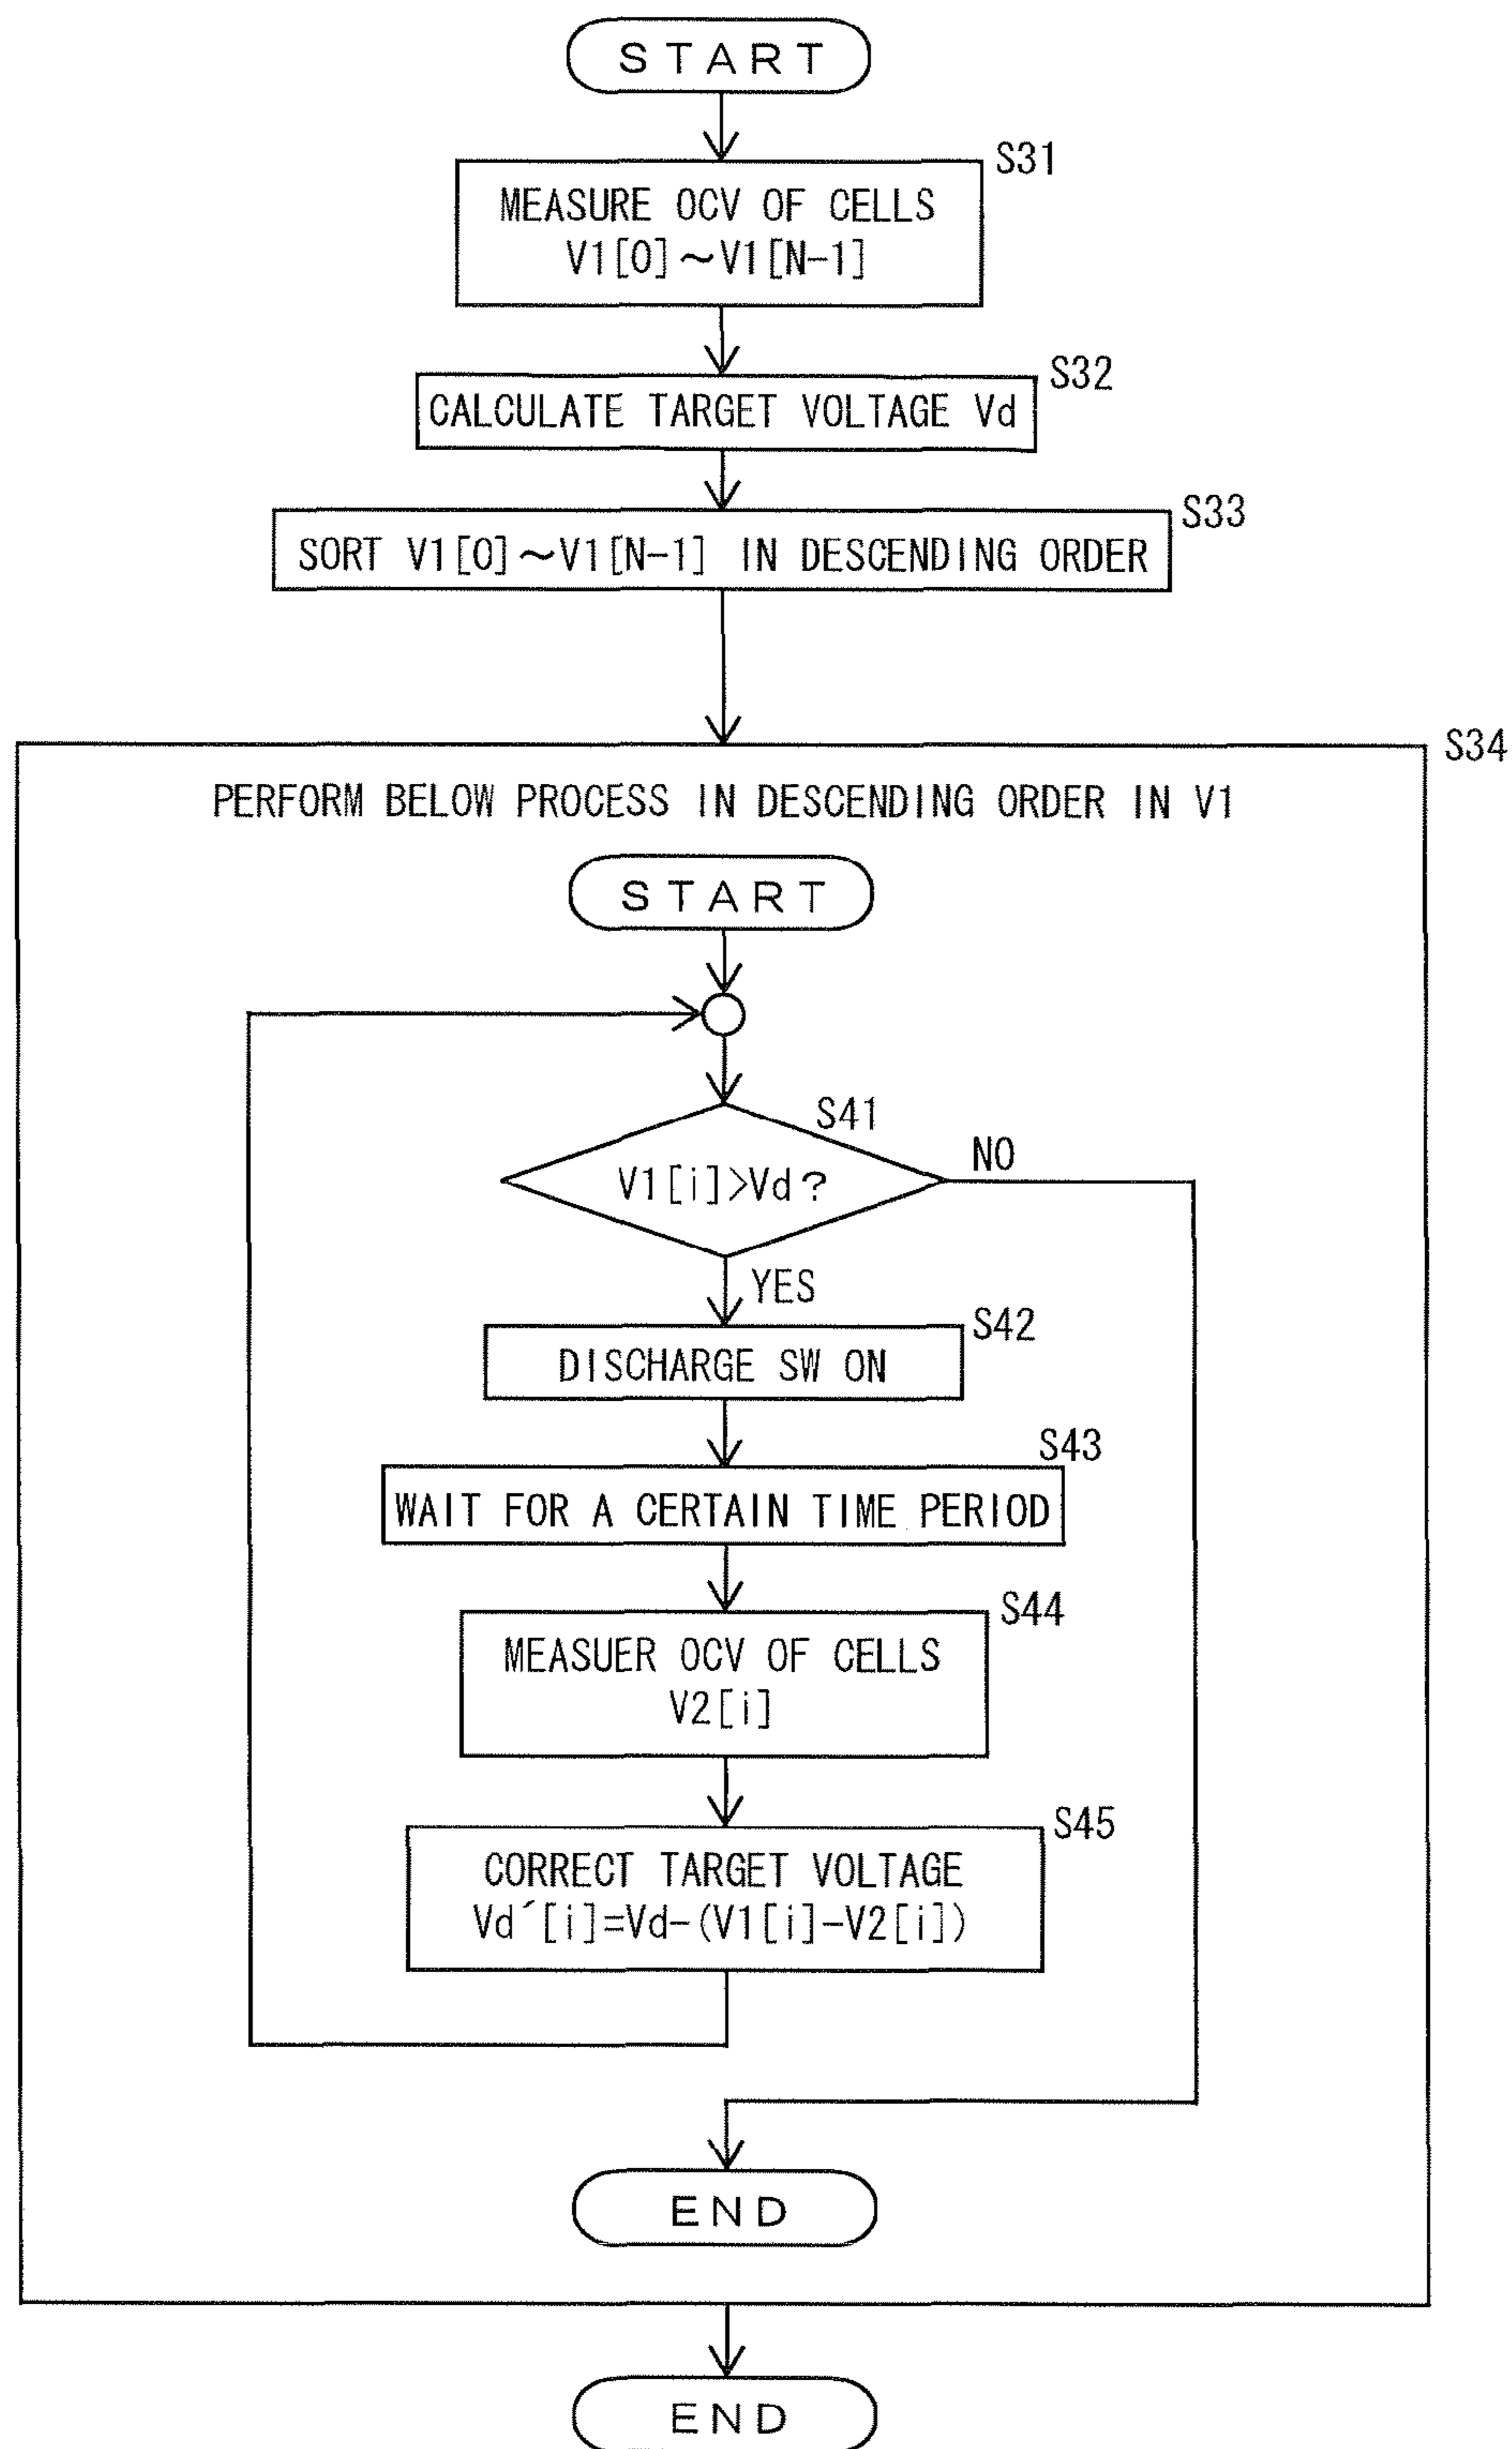 START
S31
MEASURE OCV OF CELLS
V1[0]～V1[N-1]
S32
CALCULATE TARGET VOLTAGE Vd
S33
SORT V1[0]～V1[N-1] IN DESCENDING ORDER
S34
PERFORM BELOW PROCESS IN DESCENDING ORDER IN V1
START
S41
V1[i]>Vd?
NO
YES
S42
DISCHARGE SW ON
S43
WAIT FOR A CERTAIN TIME PERIOD
S44
MEASUER OCV OF CELLS
V2[i]
S45
CORRECT TARGET VOLTAGE
Vd´[i]=Vd-(V1[i]-V2[i])
END
END